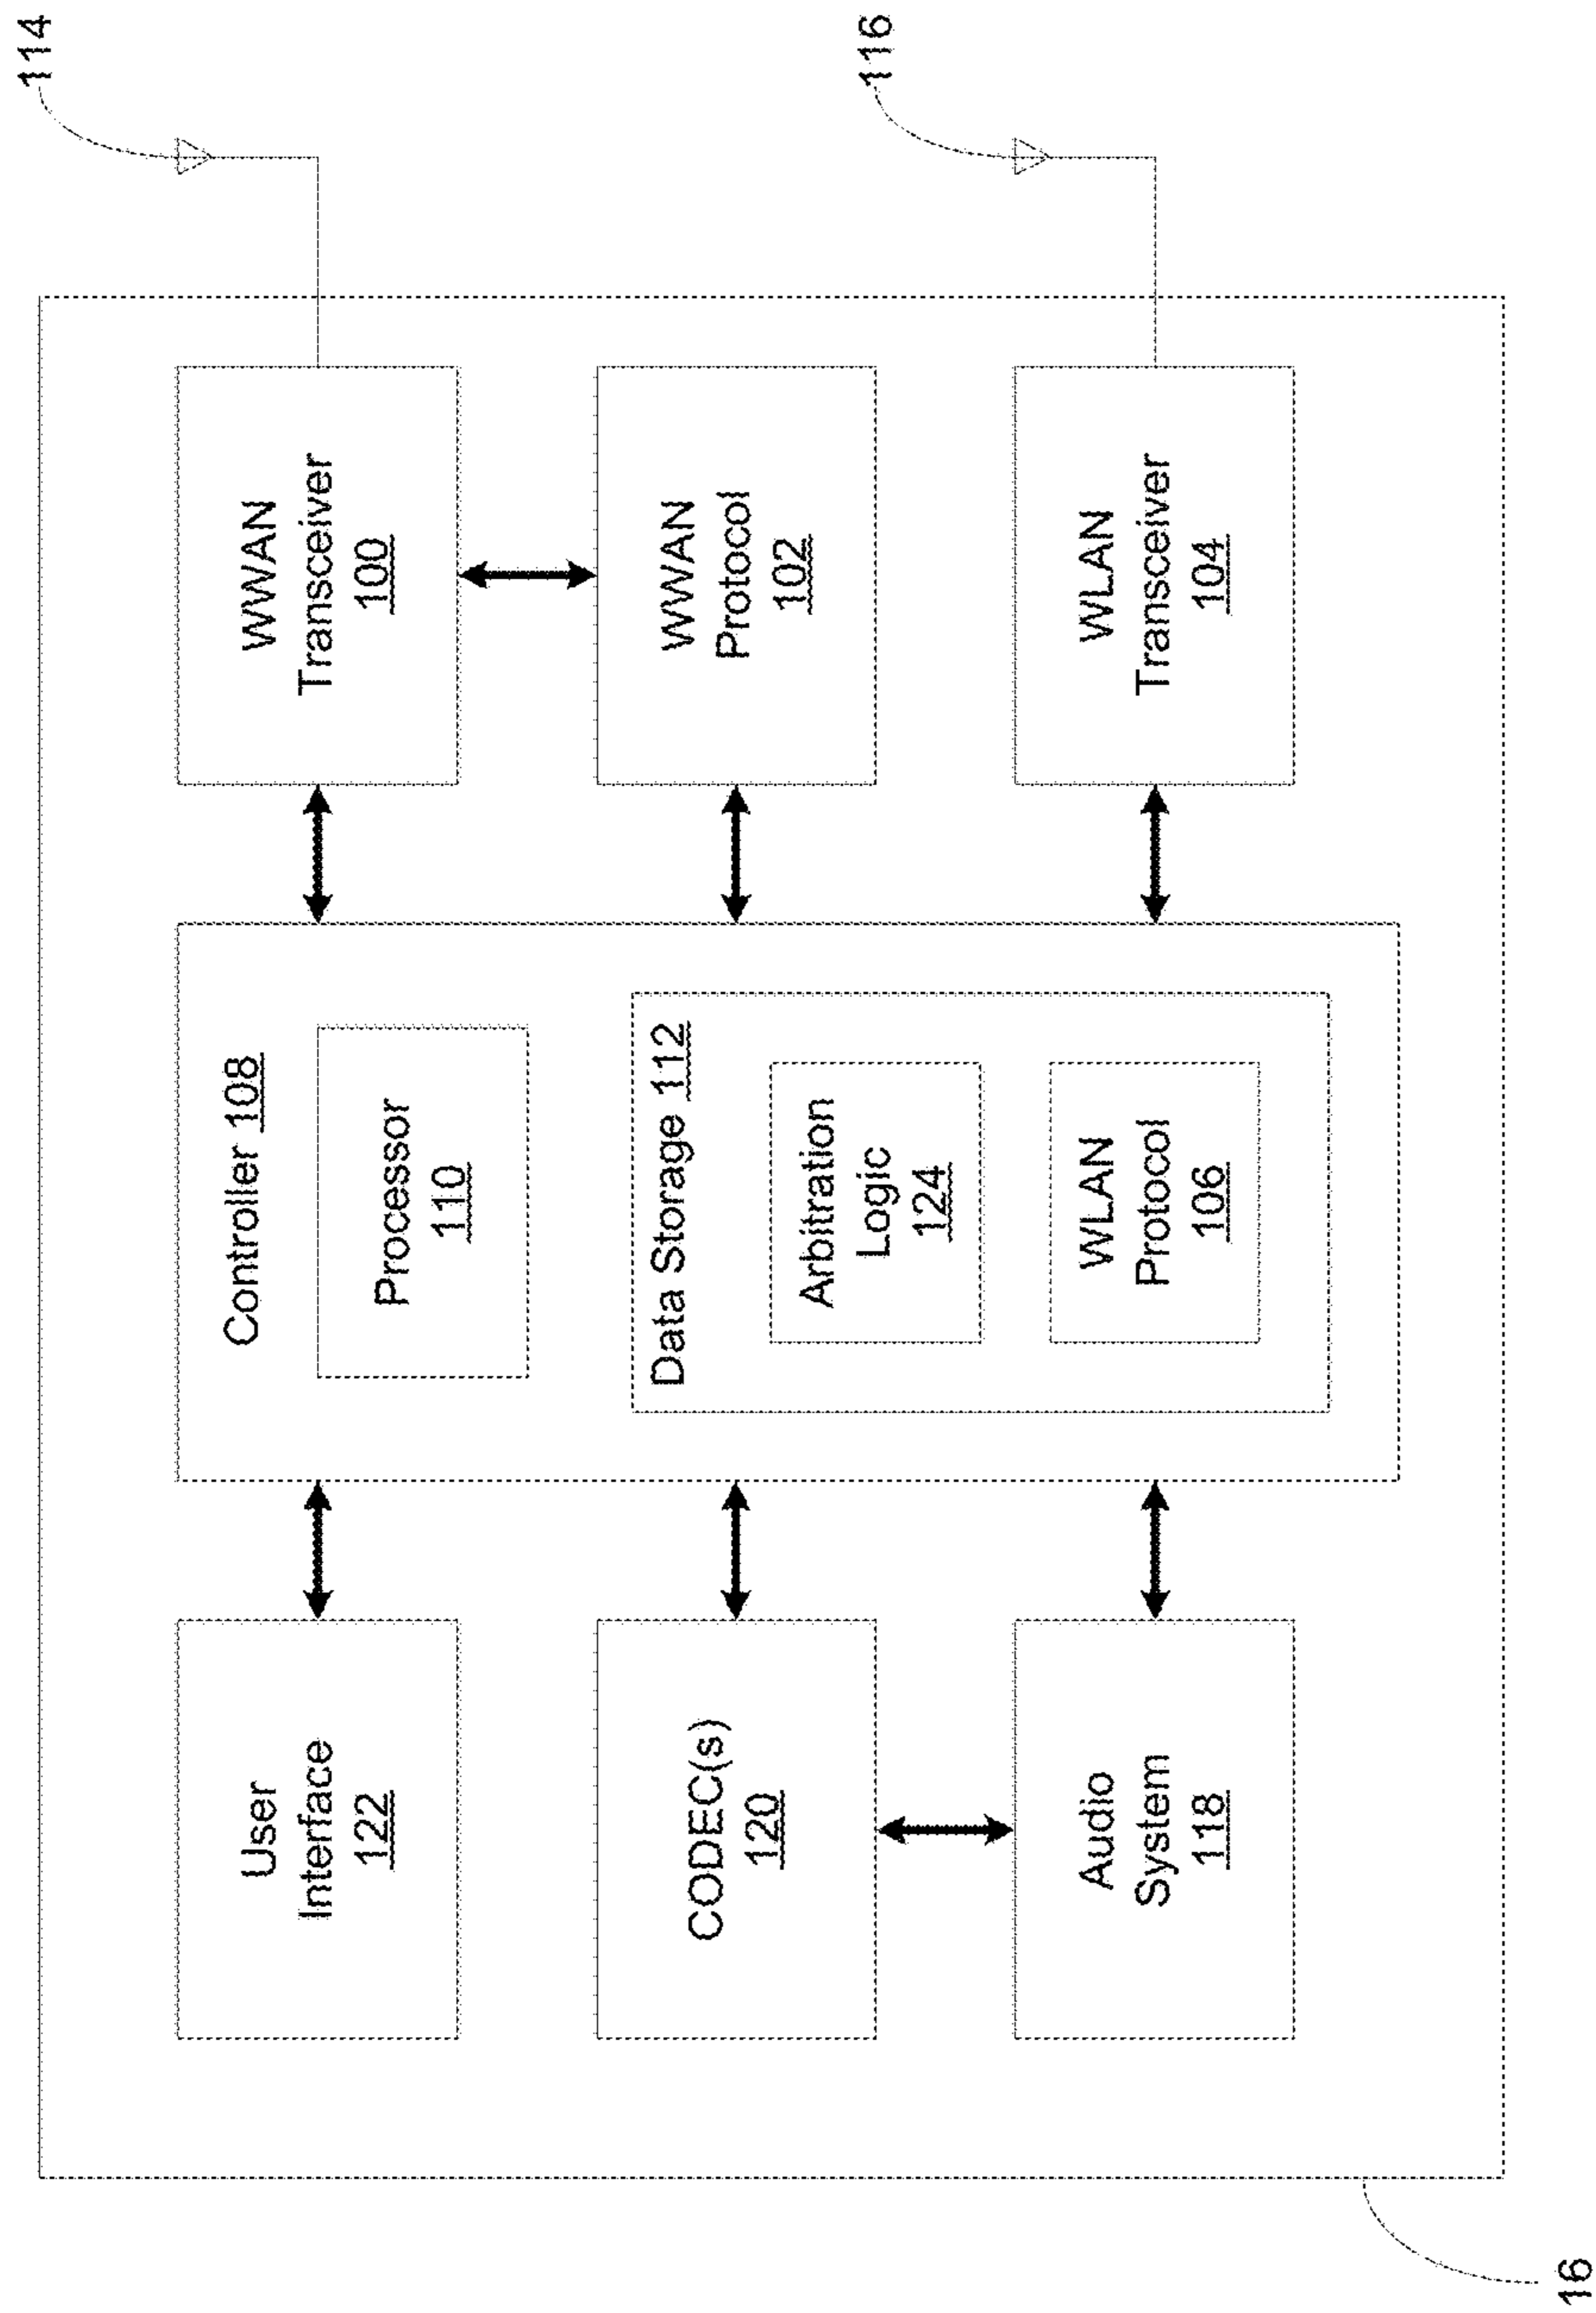 114
116
WWAN
Transceiver
100
WWAN
Protocol
102
WLAN
Transceiver
104
Controller 108
Processor
110
Data Storage 112
Arbitration
Logic
124
WLAN
Protocol
106
User
Interface
122
CODEC(s)
120
Audio
System
118
16